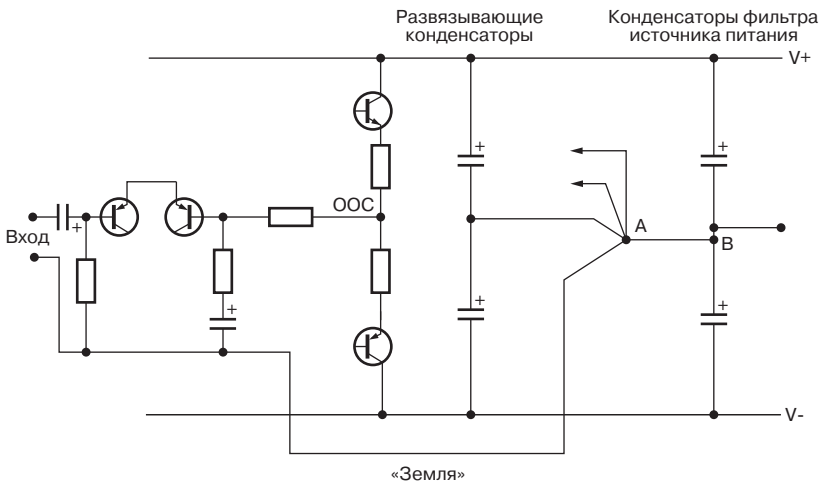 Развязывающие
конденсаторы
Конденсаторы фильтра
источника питания
V+
+
+
ООС
A
+
Вход
B
+
+
+
V-
«Земля»